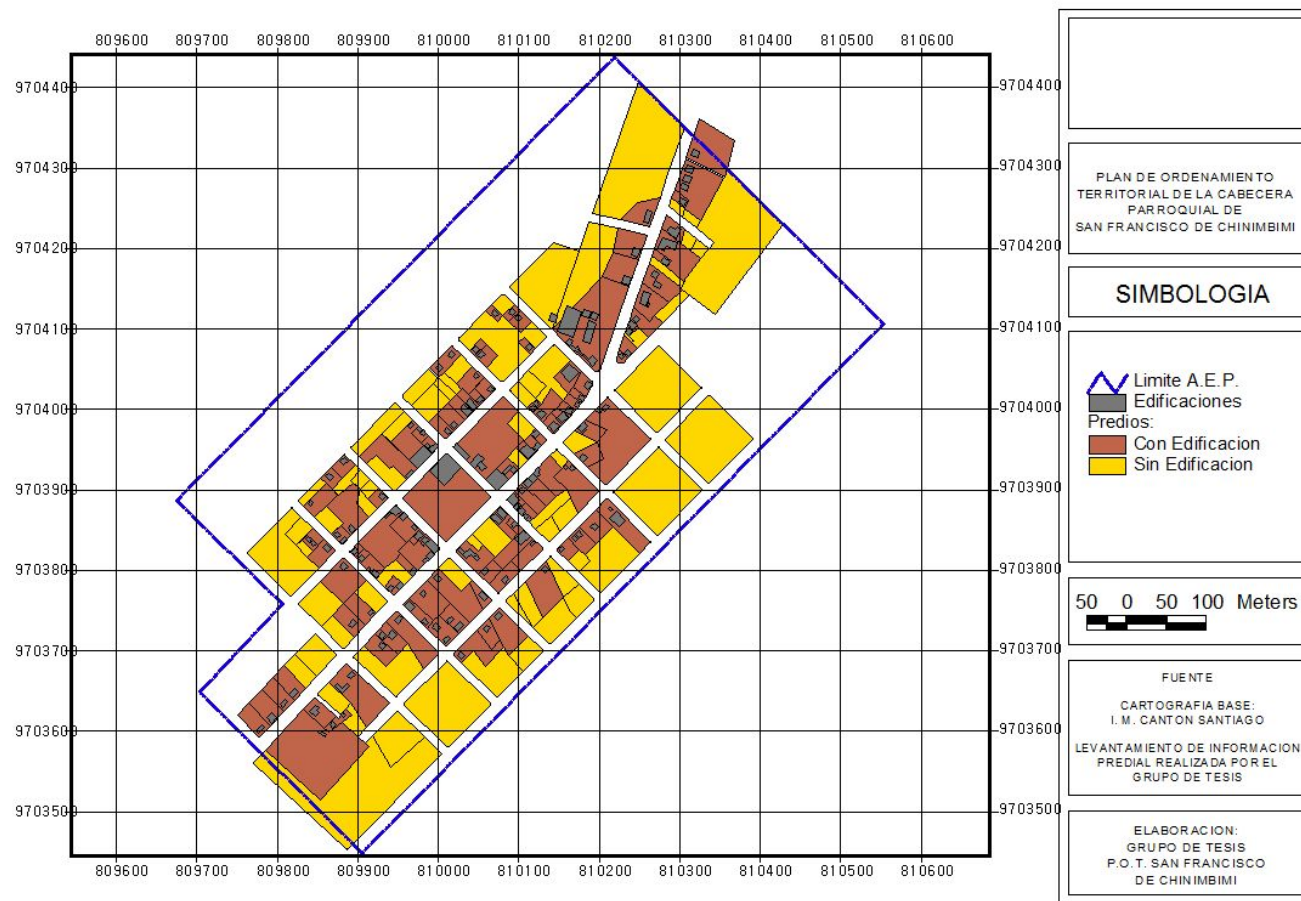 809600 809700 809800 809900 810000 810100 810200 810300 810400 810500 810600
9704400 9704400
9704300 9704300
9704200 9704200
9704100 9704100
9704000 9704000
9703900 9703900
9703800 9703800
9703700 9703700
9703600 9703600
9703500 9703500
809600 809700 809800 809900 810000 810100 810200 810300 810400 810500 810600
PLAN DE ORDENAMIENTO
TERRITORIAL DE LA CABECERA
PARROQUIAL DE
SAN FRANCISCO DE CHINIMBIMI
SIMBOLOGIA
Limite A.E.P.
Edificaciones
Predios:
Con Edificacion
Sin Edificacion
50 0 50 100 Meters
FUENTE
CARTOGRAFIA BASE:
I. M. CANTON SANTIAGO
LEVANTAMIENTO DE INFORMACION
PREDIAL REALIZADA POR EL
GRUPO DE TESIS
ELABORACION:
GRUPO DE TESIS
P.O.T. SAN FRANCISCO
DE CHINIMBIMI